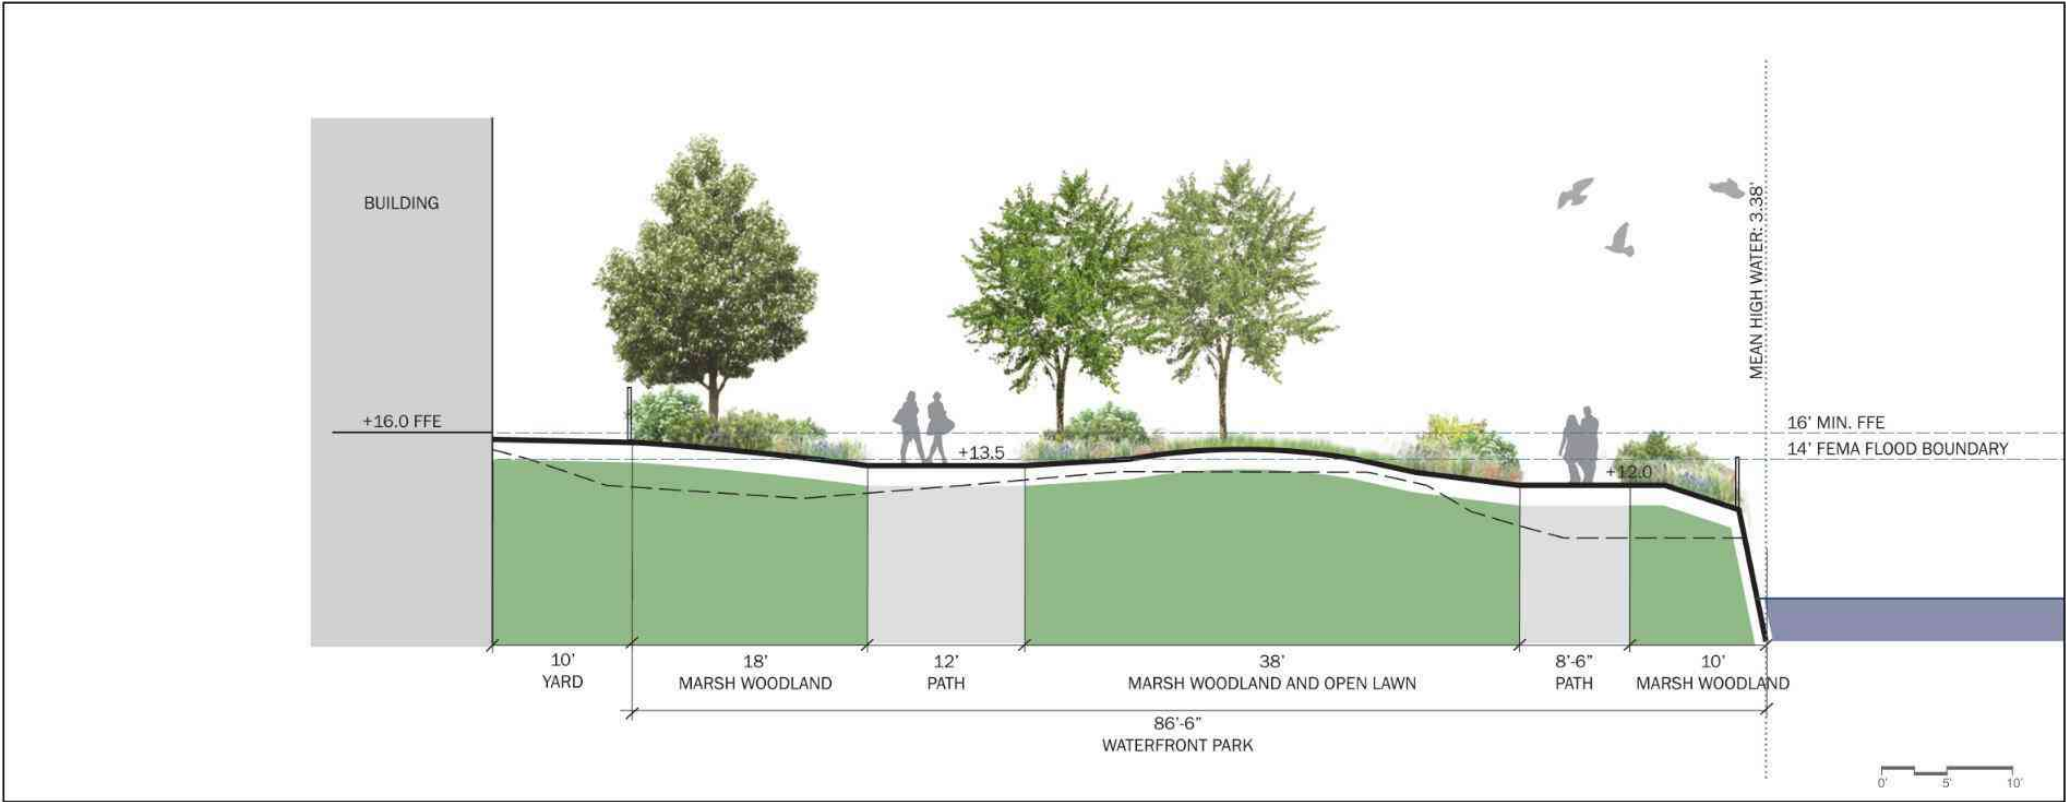 BUILDING
MEAN HIGH WATER: 3.38'
+16.0 FFE
16' MIN. FFE
14' FEMA FLOOD BOUNDARY
+13.5
+12.0
10'
YARD
18'
MARSH WOODLAND
12'
PATH
38'
MARSH WOODLAND AND OPEN LAWN
8'-6"
PATH
10'
MARSH WOODLAND
86'-6"
WATERFRONT PARK
0' 5' 10'